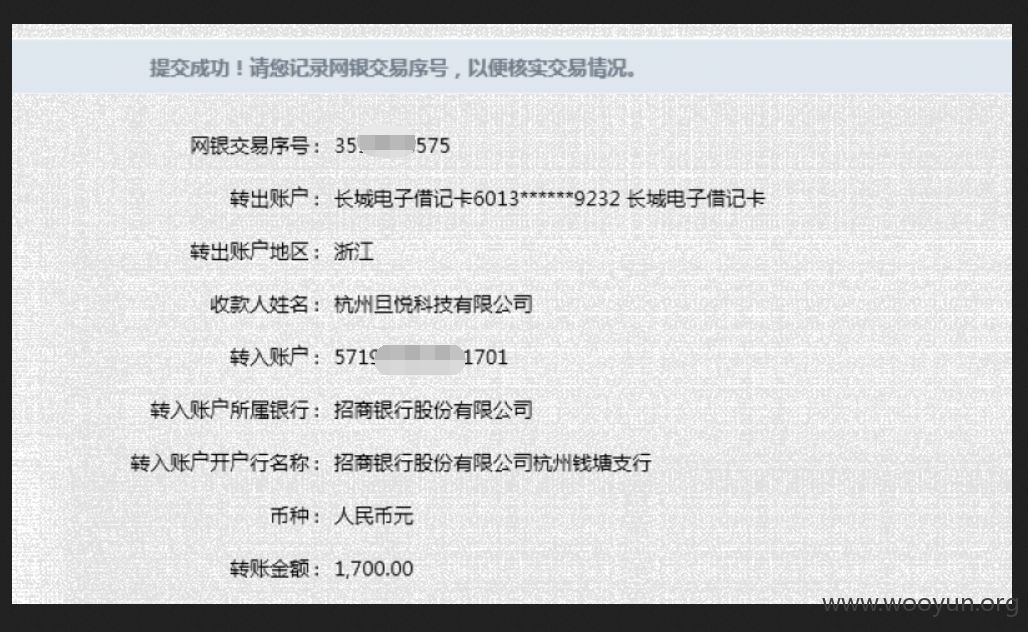 提交成功！请您记录网银交易序号，以便核实交易情况。
网银交易序号： 35 575
转出账户： 长城电子借记卡6013******9232 长城电子借记卡
转出账户地区： 浙江
收款人姓名： 杭州旦悦科技有限公司
转入账户： 5719 1701
转入账户所属银行： 招商银行股份有限公司
转入账户开户行名称： 招商银行股份有限公司杭州钱塘支行
币种： 人民币元
转账金额： 1,700.00
www.wooyun.org